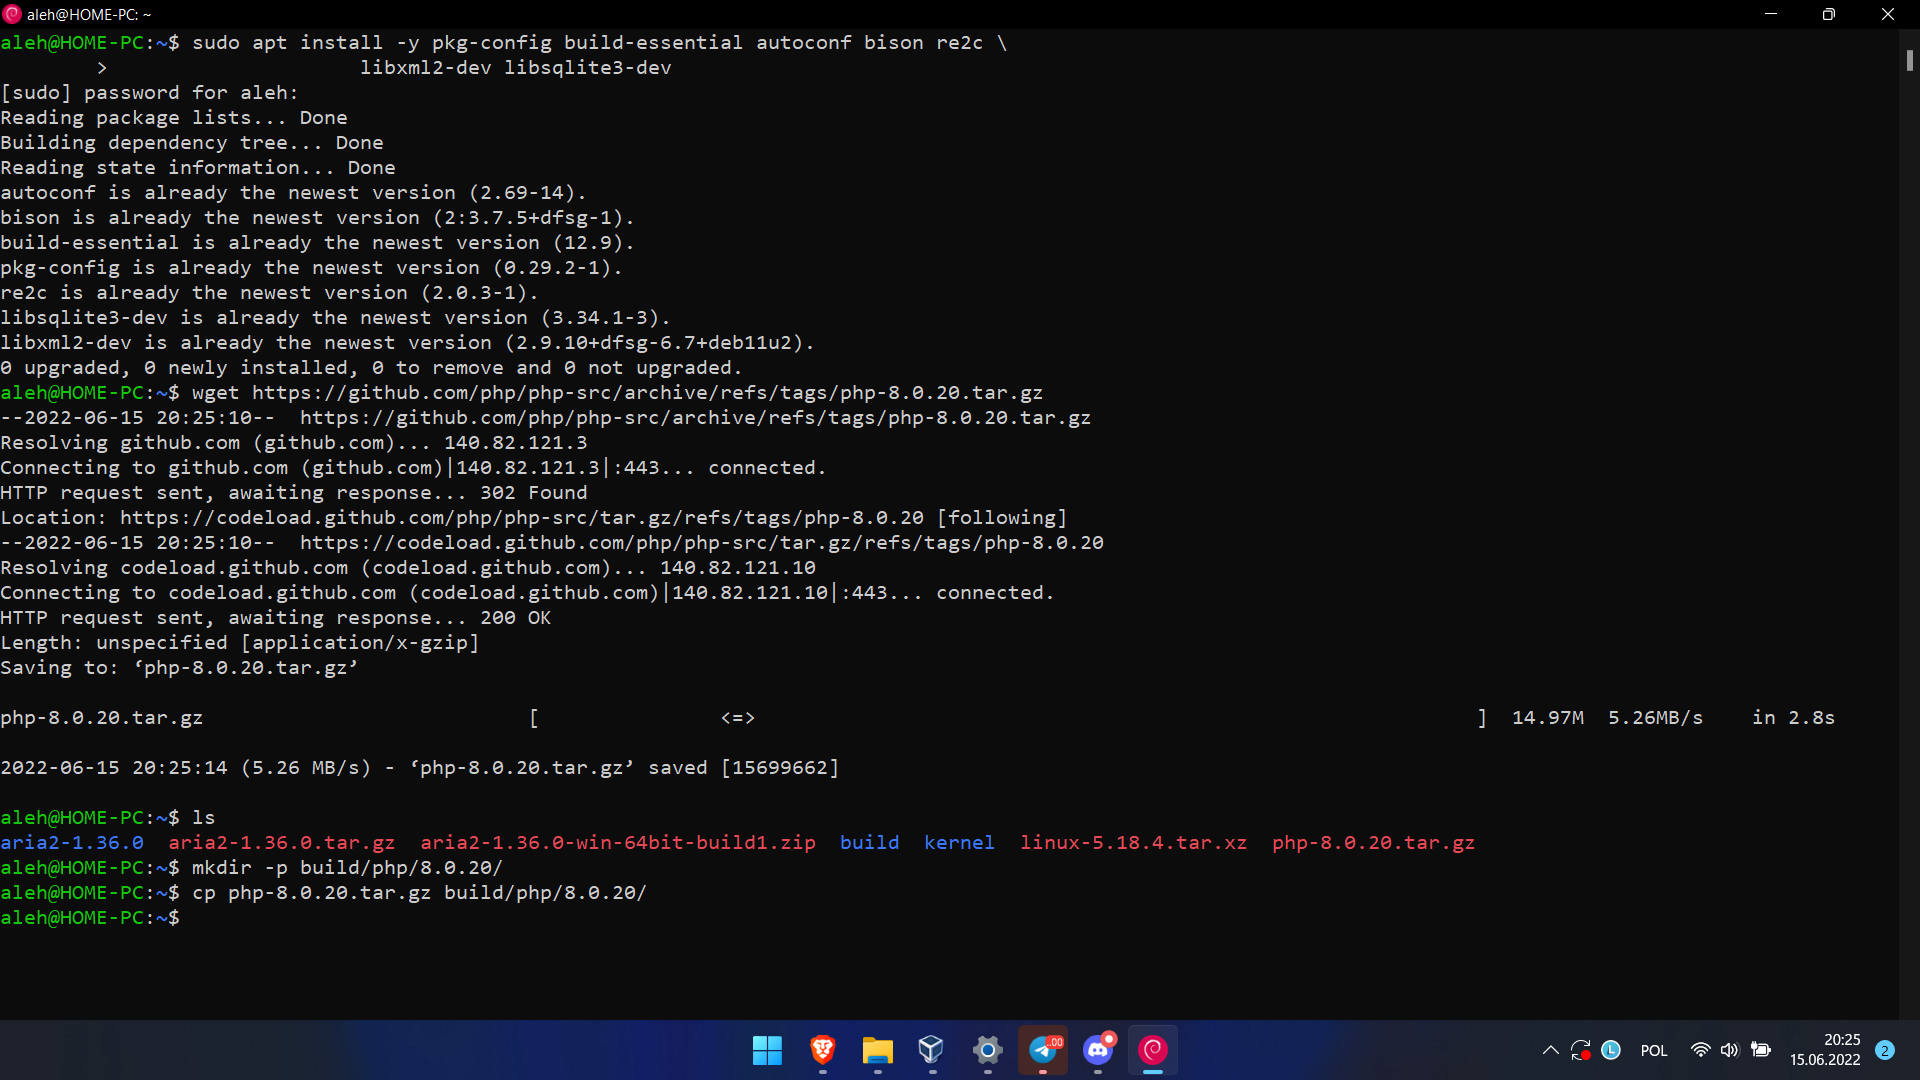 aleh@HOME-PC: ~
aleh@HOME-PC:~$ sudo apt install -y pkg-config build-essential autoconf bison re2c \
> libxml2-dev libsqlite3-dev
[sudo] password for aleh:
Reading package lists... Done
Building dependency tree... Done
Reading state information... Done
autoconf is already the newest version (2.69-14).
bison is already the newest version (2:3.7.5+dfsg-1).
build-essential is already the newest version (12.9).
pkg-config is already the newest version (0.29.2-1).
re2c is already the newest version (2.0.3-1).
libsqlite3-dev is already the newest version (3.34.1-3).
libxml2-dev is already the newest version (2.9.10+dfsg-6.7+deb11u2).
0 upgraded, 0 newly installed, 0 to remove and 0 not upgraded.
aleh@HOME-PC:~$ wget https://github.com/php/php-src/archive/refs/tags/php-8.0.20.tar.gz
--2022-06-15 20:25:10--  https://github.com/php/php-src/archive/refs/tags/php-8.0.20.tar.gz
Resolving github.com (github.com)... 140.82.121.3
Connecting to github.com (github.com)|140.82.121.3|:443... connected.
HTTP request sent, awaiting response... 302 Found
Location: https://codeload.github.com/php/php-src/tar.gz/refs/tags/php-8.0.20 [following]
--2022-06-15 20:25:10--  https://codeload.github.com/php/php-src/tar.gz/refs/tags/php-8.0.20
Resolving codeload.github.com (codeload.github.com)... 140.82.121.10
Connecting to codeload.github.com (codeload.github.com)|140.82.121.10|:443... connected.
HTTP request sent, awaiting response... 200 OK
Length: unspecified [application/x-gzip]
Saving to: ‘php-8.0.20.tar.gz’
php-8.0.20.tar.gz [ <=> ] 14.97M 5.26MB/s in 2.8s
2022-06-15 20:25:14 (5.26 MB/s) - ‘php-8.0.20.tar.gz’ saved [15699662]
aleh@HOME-PC:~$ ls
aria2-1.36.0  aria2-1.36.0.tar.gz  aria2-1.36.0-win-64bit-build1.zip  build  kernel  linux-5.18.4.tar.xz  php-8.0.20.tar.gz
aleh@HOME-PC:~$ mkdir -p build/php/8.0.20/
aleh@HOME-PC:~$ cp php-8.0.20.tar.gz build/php/8.0.20/
aleh@HOME-PC:~$
.00
L
POL
20:25
15.06.2022
2